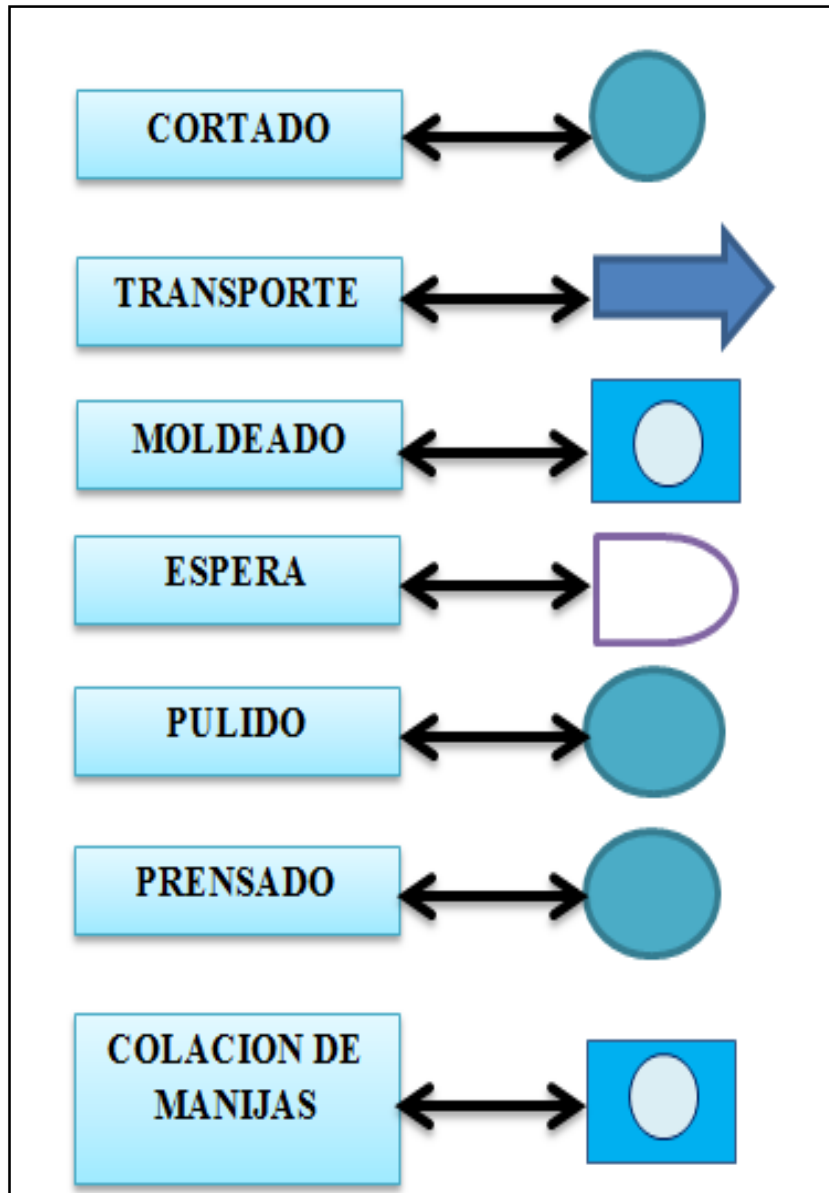 CORTADO
TRANSPORTE
MOLDEADO
ESPERA
PULIDO
PRENSADO
COLACION DE
MANIJAS